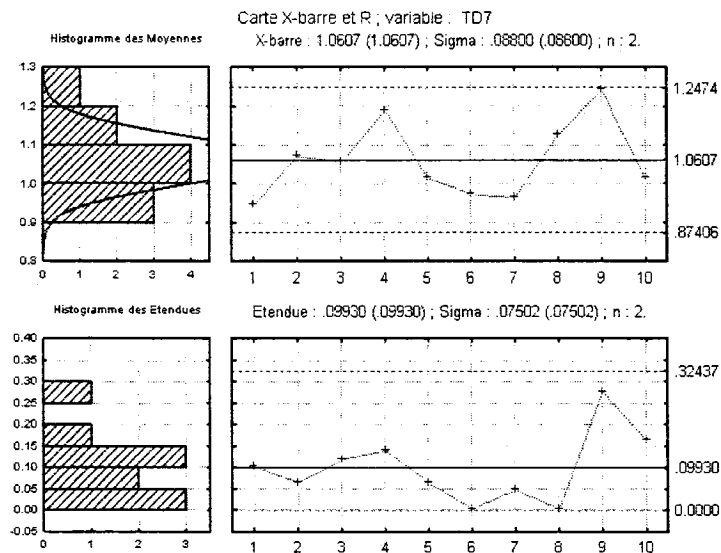 Carte X-barre et R ; variable : TD7
Histogramme des Moyennes
X-barre : 1.0607 (1.0607) ; Sigma : .08800 (.08800) ; n : 2.
1.3
1.2
1.1
1.0
0.9
0.8
0 1 2 3 4
1.2474
1.0607
.87406
1 2 3 4 5 6 7 8 9 10
Histogramme des Etendues
Etendue : .09930 (.09930) ; Sigma : .07502 (.07502) ; n : 2.
0.40
0.35
0.30
0.25
0.20
0.15
0.10
0.05
0.00
-0.05
0 1 2 3
.32437
.09930
0.0000
1 2 3 4 5 6 7 8 9 10